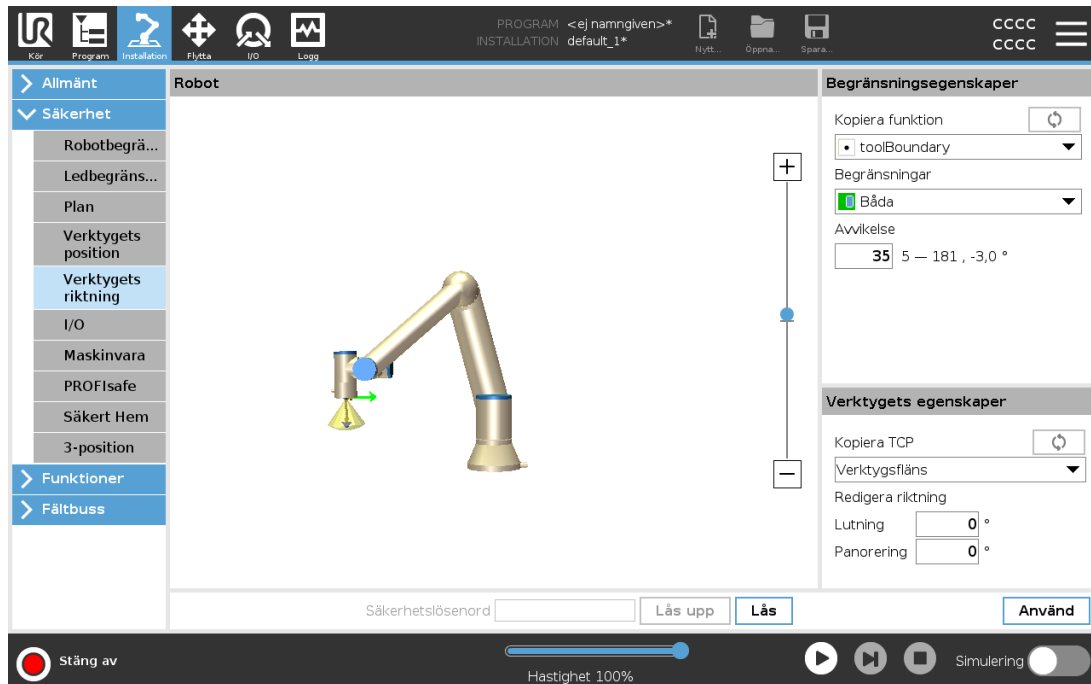 UR
Kör
Program
Installation
Flytta
I/O
Logg
PROGRAM <ej namngiven>*
INSTALLATION default_1*
Nytt...
Öppna...
Spara...
CCCC
CCCC
Allmänt
Säkerhet
Robotbegrä...
Ledbegräns...
Plan
Verktygets
position
Verktygets
riktning
I/O
Maskinvara
PROFIsafe
Säkert Hem
3-position
Funktioner
Fältbuss
Robot
Begränsningsegenskaper
Kopiera funktion
toolBoundary
Begränsningar
Båda
Avvikelse
35 5 — 181 , -3,0 °
Verktygets egenskaper
Kopiera TCP
Verktygsfläns
Redigera riktning
Lutning 0 °
Panorering 0 °
Säkerhetslösenord
Lås upp
Lås
Använd
Stäng av
Hastighet 100%
Simulering